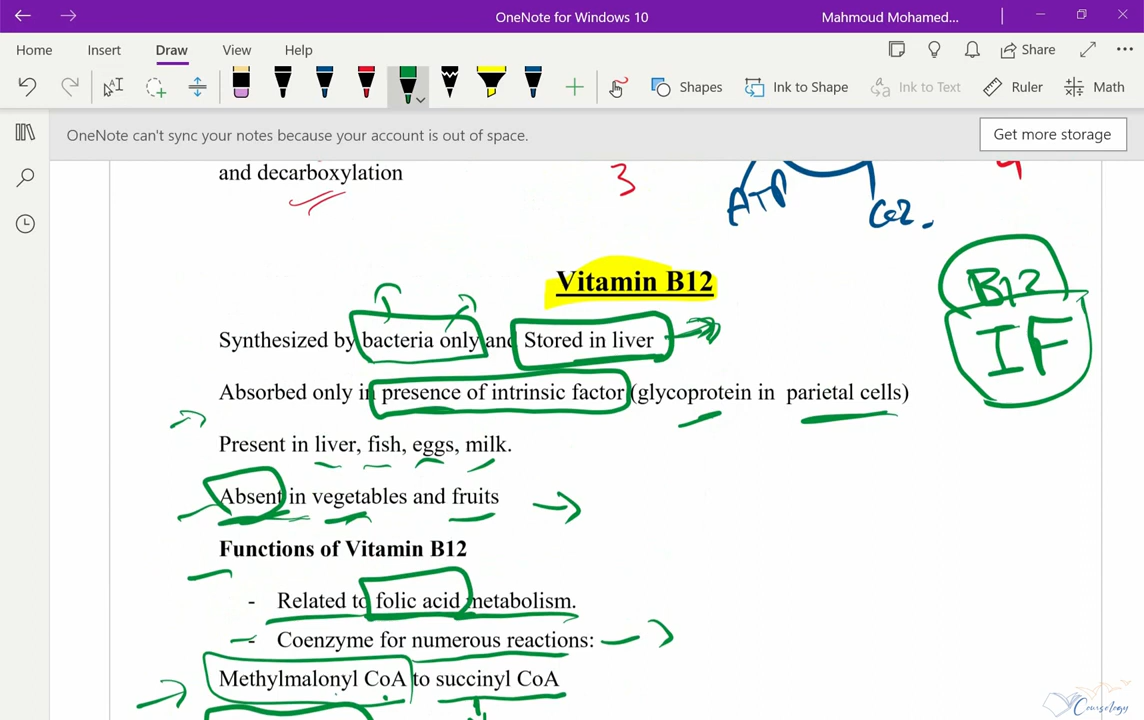 OneNote for Windows 10
Mahmoud Mohamed...
Home Insert Draw View Help
Share
Shapes Ink to Shape Ink to Text Ruler Math
OneNote can't sync your notes because your account is out of space.
Get more storage
and decarboxylation
3
ATP
Co2.
4
Vitamin B12
B12
IF
Synthesized by bacteria only and Stored in liver
Absorbed only in presence of intrinsic factor (glycoprotein in parietal cells)
Present in liver, fish, eggs, milk.
Absent in vegetables and fruits
Functions of Vitamin B12
- Related to folic acid metabolism.
- Coenzyme for numerous reactions:
Methylmalonyl CoA to succinyl CoA
Courselogy